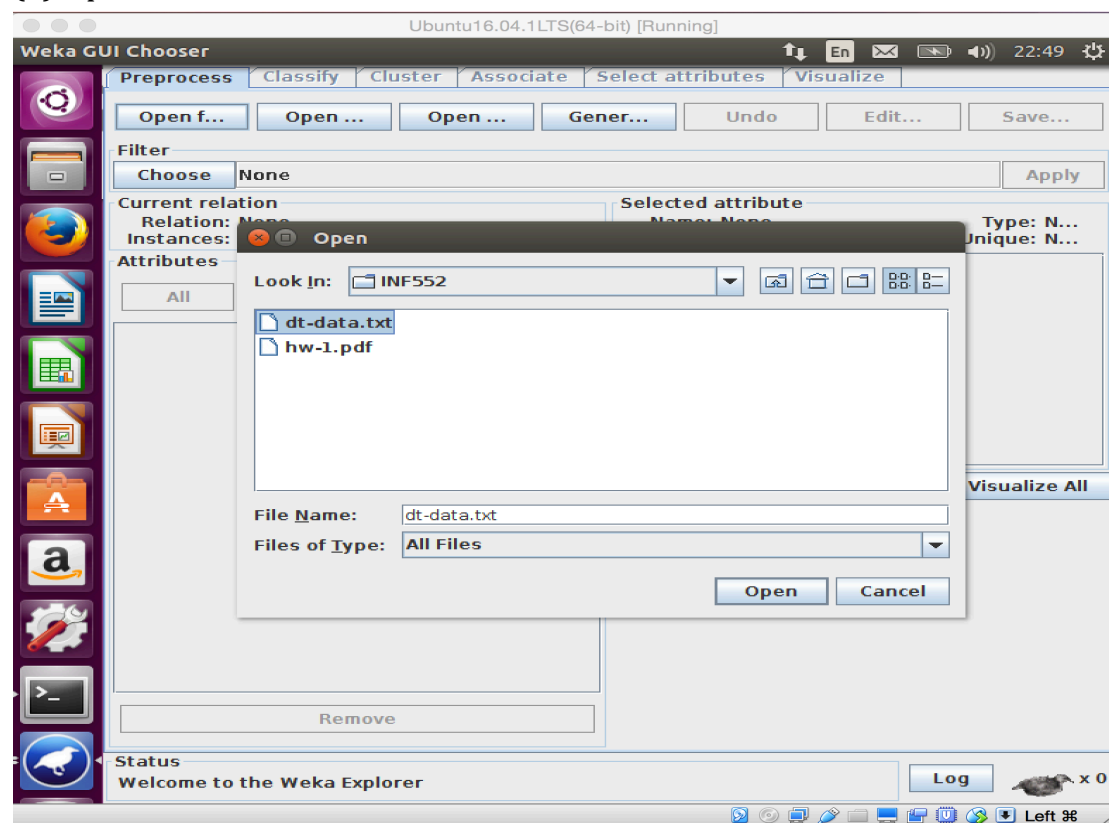 Ubuntu16.04.1LTS(64-bit) [Running]
Weka GUI Chooser En 22:49
Preprocess Classify Cluster Associate Select attributes Visualize
Open f... Open ... Open ... Gener... Undo Edit... Save...
Filter
Choose None Apply
Current relation Selected attribute
Relation: None Name: None Type: N...
Instances: Unique: N...
Open
Attributes
Look In: INF552
All
dt-data.txt
hw-1.pdf
Visualize All
File Name: dt-data.txt
Files of Type: All Files
Open Cancel
Remove
Status
Welcome to the Weka Explorer
Log x 0
Left ⌘